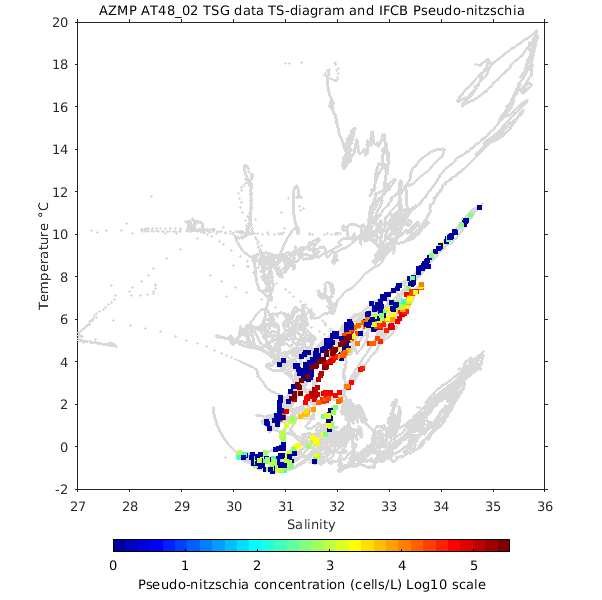 AZMP AT48_02 TSG data TS-diagram and IFCB Pseudo-nitzschia
20
18
16
14
12
10
8
6
4
2
0
-2
Temperature °C
27 28 29 30 31 32 33 34 35 36
Salinity
0 1 2 3 4 5
Pseudo-nitzschia concentration (cells/L) Log10 scale